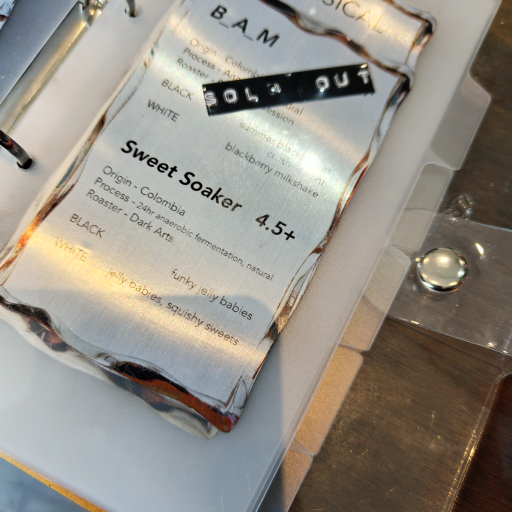 SICAL
B_A_M
Origin - Colombia
Process -
Roaster -
SOLD OUT
BLACK
WHITE
blackberry milkshake
Sweet Soaker 4.5+
Origin - Colombia
Process - 24hr anaerobic fermentation, natural
Roaster - Dark Arts
BLACK funky jelly babies
WHITE jelly babies, squishy sweets